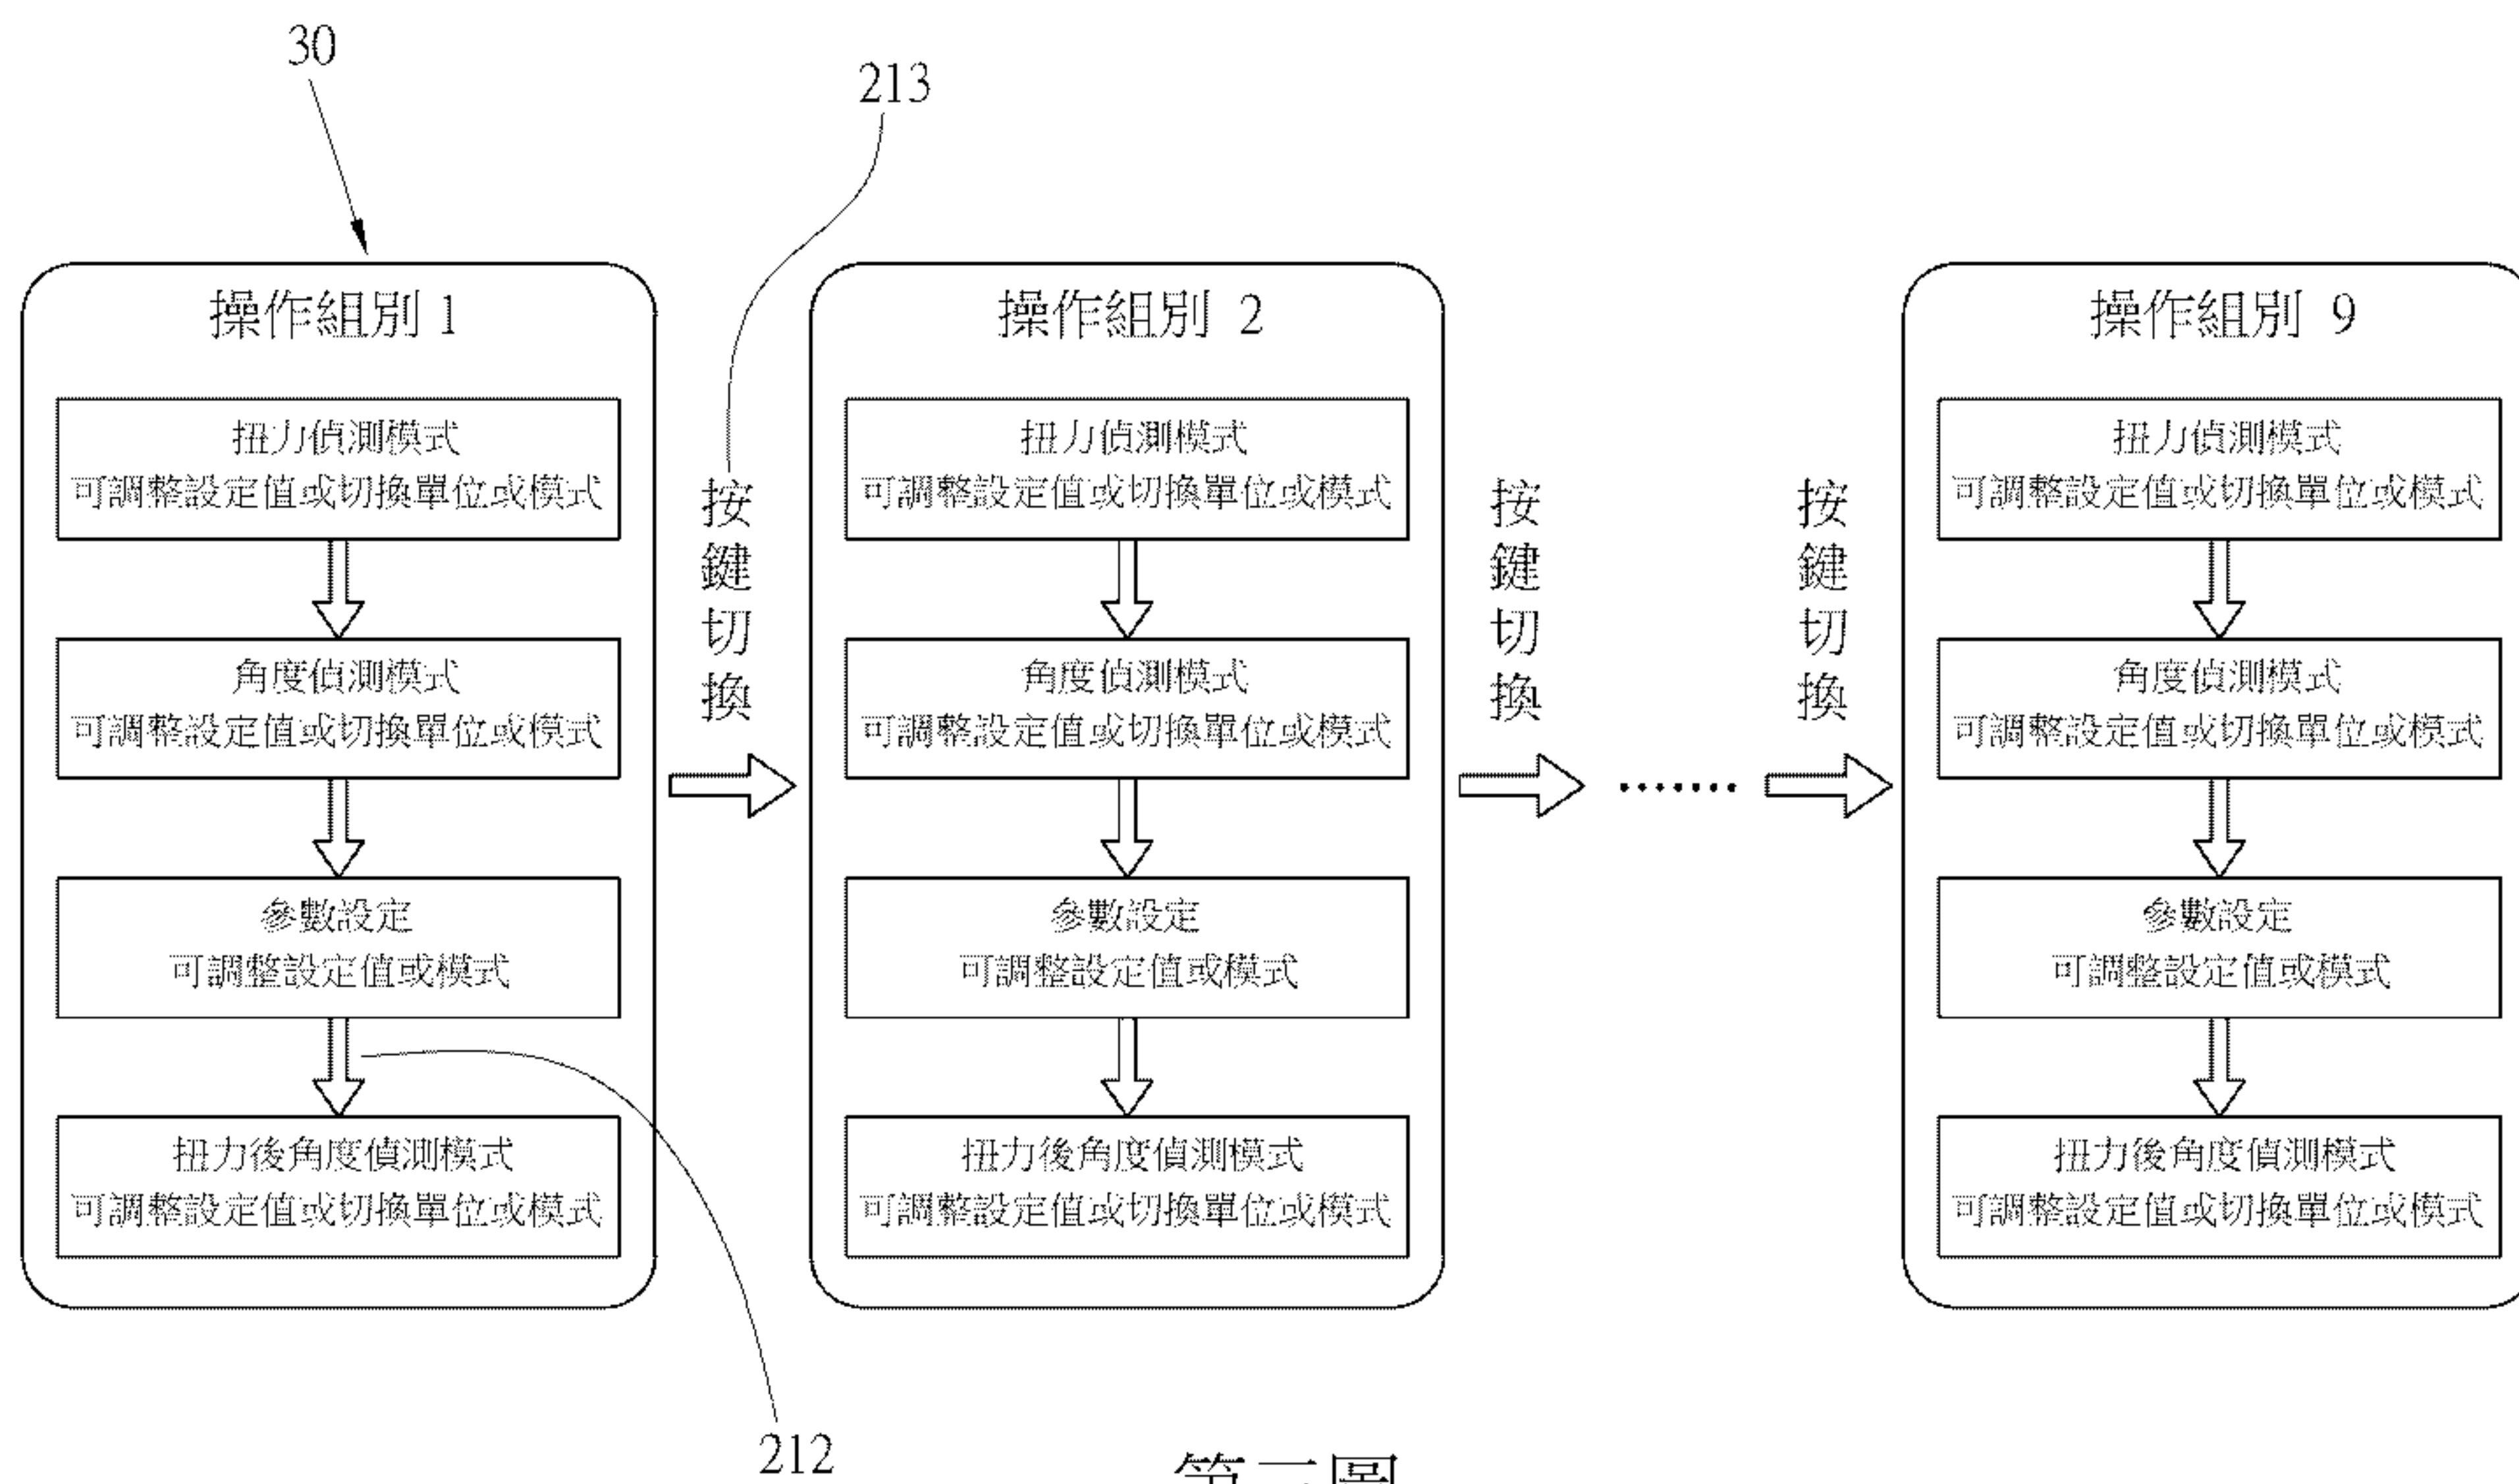 30
213
操作組別 1
扭力偵測模式
可調整設定值或切換單位或模式
角度偵測模式
可調整設定值或切換單位或模式
參數設定
可調整設定值或模式
扭力後角度偵測模式
可調整設定值或切換單位或模式
212
按鍵切換
操作組別 2
扭力偵測模式
可調整設定值或切換單位或模式
角度偵測模式
可調整設定值或切換單位或模式
參數設定
可調整設定值或模式
扭力後角度偵測模式
可調整設定值或切換單位或模式
按鍵切換
.......
按鍵切換
操作組別 9
扭力偵測模式
可調整設定值或切換單位或模式
角度偵測模式
可調整設定值或切換單位或模式
參數設定
可調整設定值或模式
扭力後角度偵測模式
可調整設定值或切換單位或模式